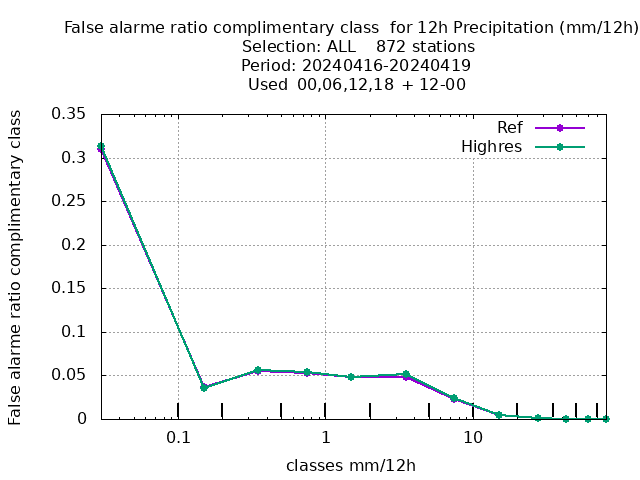 False alarme ratio complimentary class  for 12h Precipitation (mm/12h)
Selection: ALL    872 stations
Period: 20240416-20240419
Used  00,06,12,18  + 12-00
False alarme ratio complimentary class
0.35
0.3
0.25
0.2
0.15
0.1
0.05
0
Ref
Highres
0.1
1
10
classes mm/12h